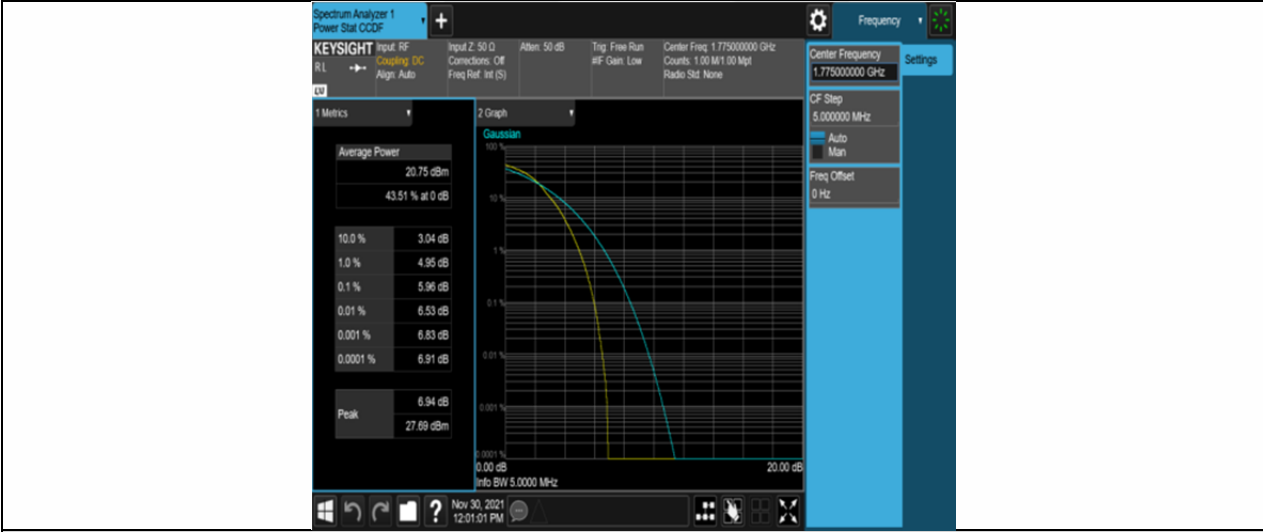 Spectrum Analyzer 1
Power Stat CCDF
+
Frequency
KEYSIGHT
Input: RF
Coupling: DC
Align: Auto
Input Z: 50 Ω
Corrections: Off
Freq Ref: Int (S)
Atten: 50 dB
Trig: Free Run
#IF Gain: Low
Center Freq: 1.775000000 GHz
Counts: 1.00 M/1.00 Mpt
Radio Std: None
R L
LXI
Center Frequency
1.775000000 GHz
Settings
CF Step
5.000000 MHz
Auto
Man
Freq Offset
0 Hz
1 Metrics
Average Power
20.75 dBm
43.51 % at 0 dB
10.0 % 3.04 dB
1.0 % 4.95 dB
0.1 % 5.96 dB
0.01 % 6.53 dB
0.001 % 6.83 dB
0.0001 % 6.91 dB
Peak
6.94 dB
27.69 dBm
2 Graph
Gaussian
100 %
10 %
1 %
0.1 %
0.01 %
0.001 %
0.0001 %
0.00 dB
20.00 dB
Info BW 5.0000 MHz
?
Nov 30, 2021
12:01:01 PM